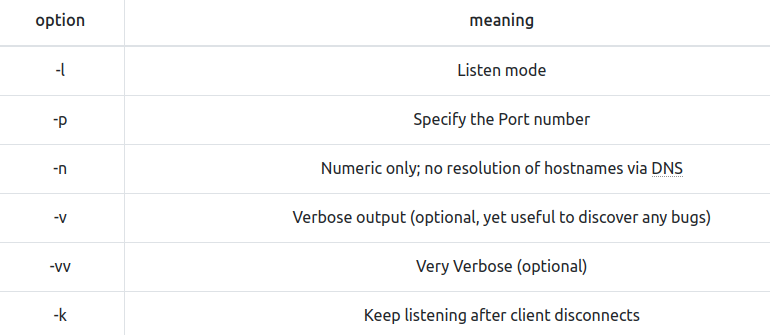 option meaning
-l Listen mode
-p Specify the Port number
-n Numeric only; no resolution of hostnames via DNS
-v Verbose output (optional, yet useful to discover any bugs)
-vv Very Verbose (optional)
-k Keep listening after client disconnects